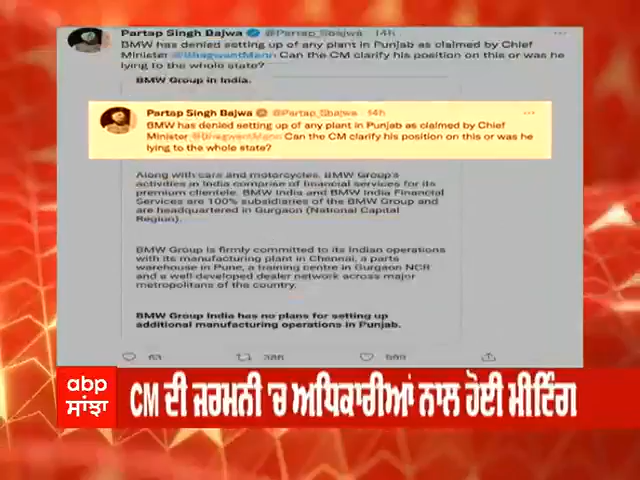 Partap Singh Bajwa @Partap_Sbajwa 14h
BMW has denied setting up of any plant in Punjab as claimed by Chief
Minister @BhagwantMann Can the CM clarify his position on this or was he
lying to the whole state?
BMW Group in India.
Partap Singh Bajwa @Partap_Sbajwa 14h
BMW has denied setting up of any plant in Punjab as claimed by Chief
Minister @BhagwantMann Can the CM clarify his position on this or was he
lying to the whole state?
Along with cars and motorcycles, BMW Group's
activities in India comprise of financial services for its
premium clientele. BMW India and BMW India Financial
Services are 100% subsidiaries of the BMW Group and
are headquartered in Gurgaon (National Capital
Region).
BMW Group is firmly committed to its Indian operations
with its manufacturing plant in Chennai, a parts
warehouse in Pune, a training centre in Gurgaon NCR
and a well developed dealer network across major
metropolitans of the country.
BMW Group India has no plans for setting up
additional manufacturing operations in Punjab.
abp
ਸਾਂਝਾ
CM ਦੀ ਜਰਮਨੀ 'ਚ ਅਧਿਕਾਰੀਆਂ ਨਾਲ ਹੋਈ ਮੀਟਿੰਗ